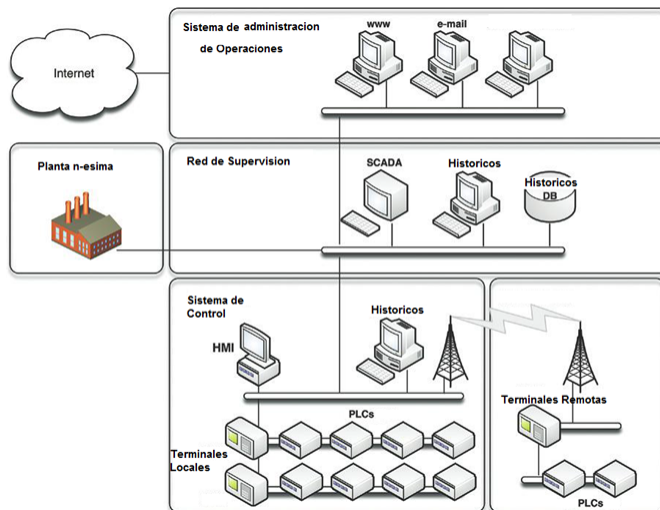 Sistema de administracion
de Operaciones
www
e-mail
Internet
Planta n-esima
Red de Supervision
SCADA
Historicos
Historicos
DB
Sistema de
Control
Historicos
HMI
PLCs
Terminales
Locales
Terminales Remotas
PLCs